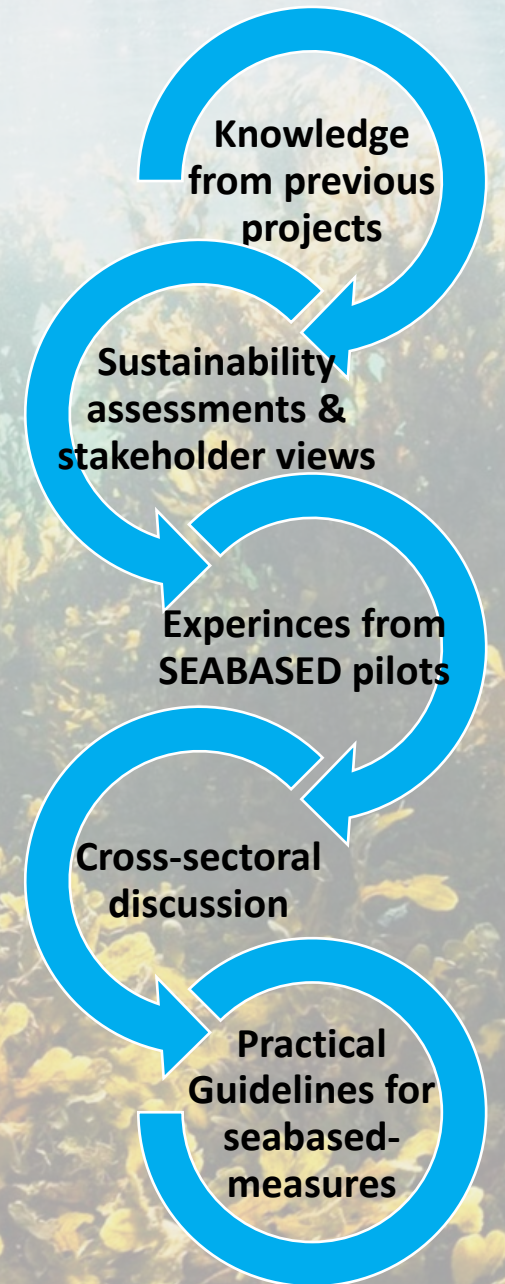 Knowledge
from previous
projects
Sustainability
assessments &
stakeholder views
Experinces from
SEABASED pilots
Cross-sectoral
discussion
Practical
Guidelines for
seabased-
measures